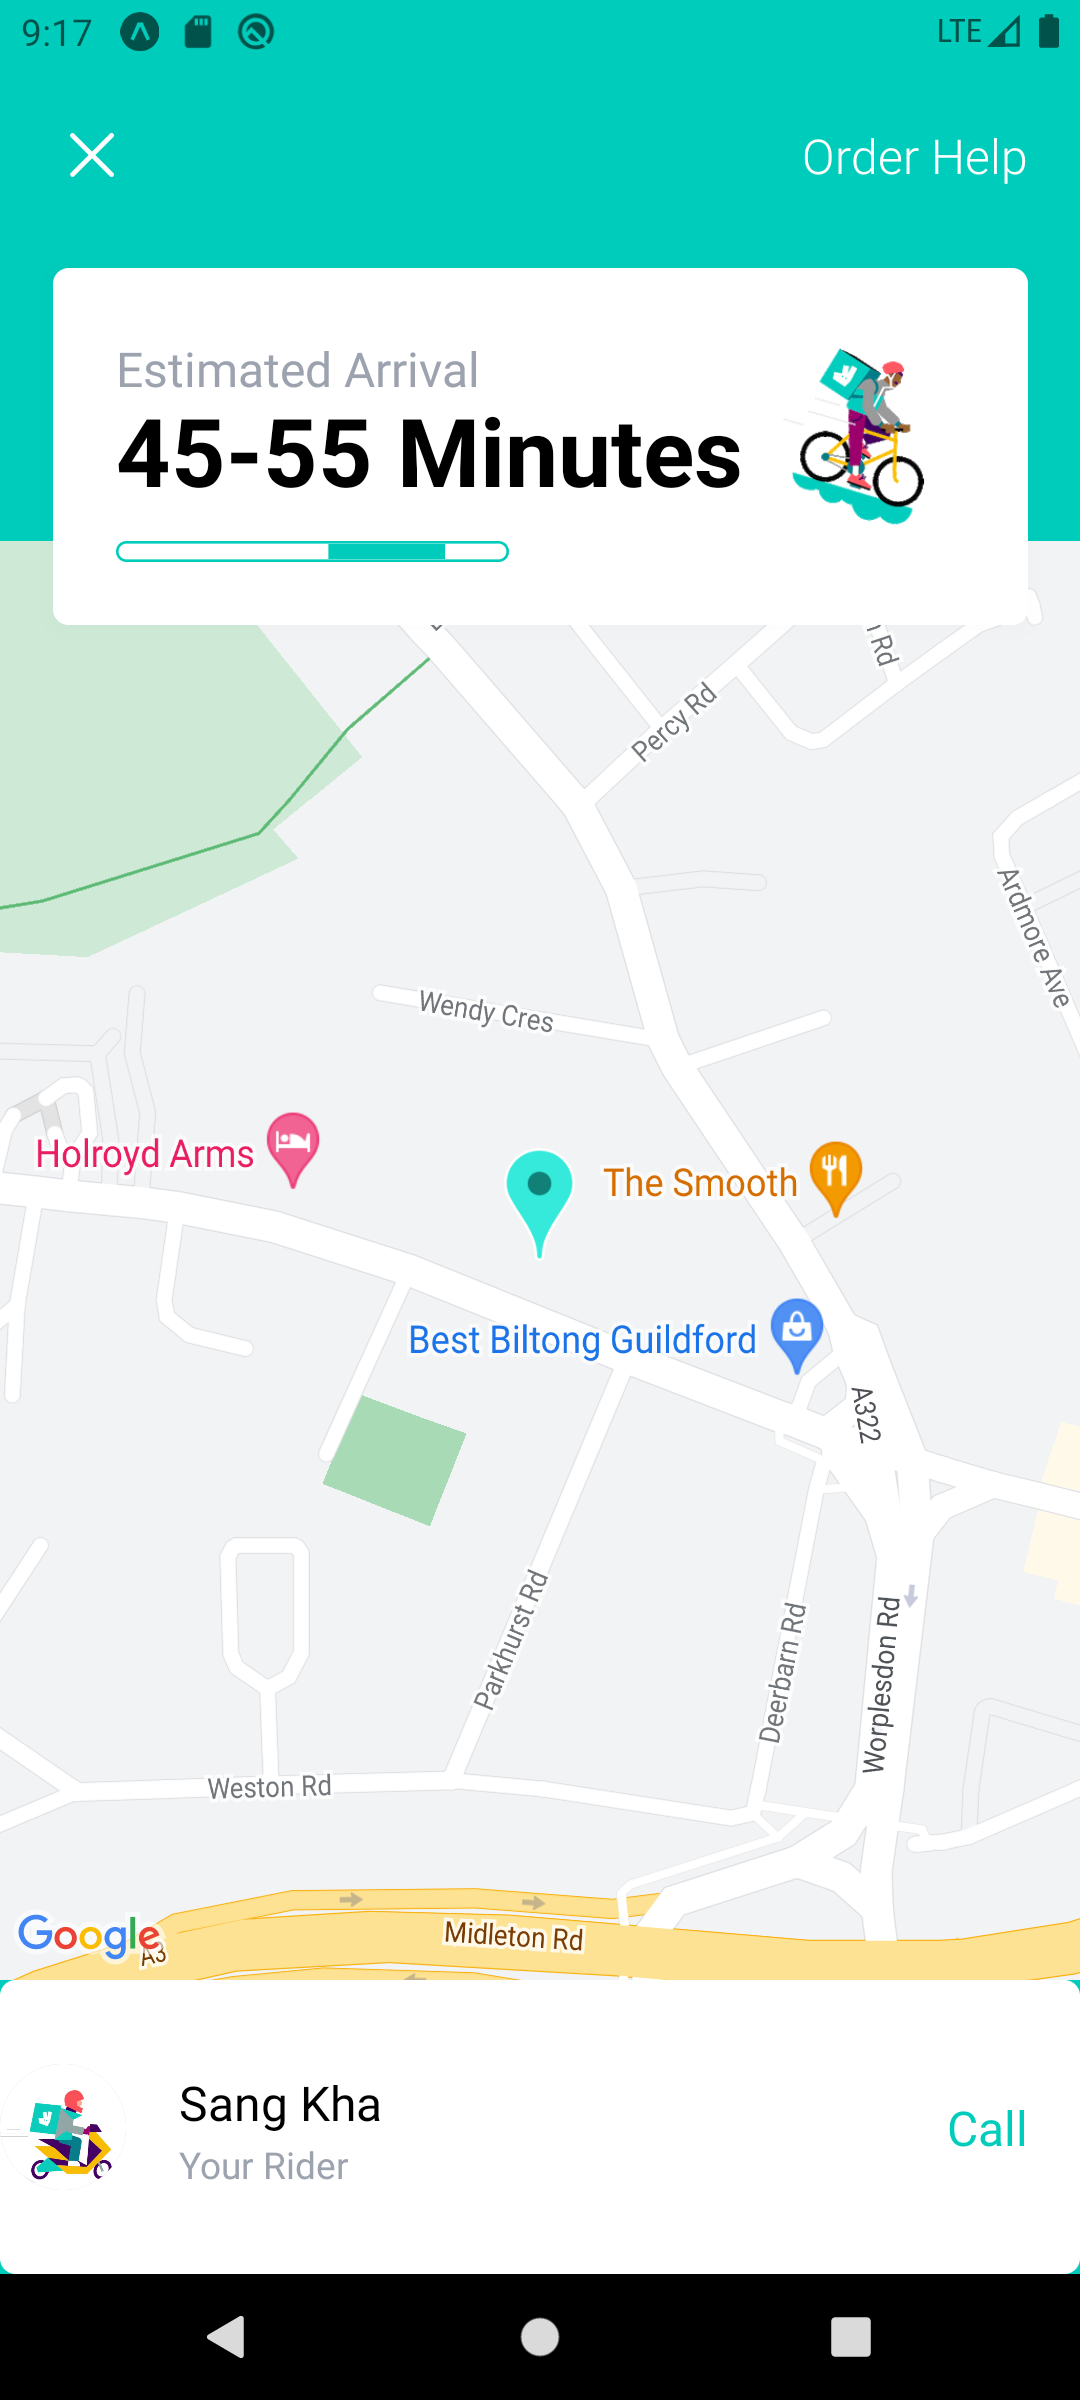 9:17
LTE
Order Help
Estimated Arrival
45-55 Minutes
Rd
Percy Rd
Ardmore Ave
Wendy Cres
Holroyd Arms
The Smooth
Best Biltong Guildford
A322
Parkhurst Rd
Deerbarn Rd
Worplesdon Rd
Weston Rd
Google
A3
Midleton Rd
Sang Kha
Your Rider
Call